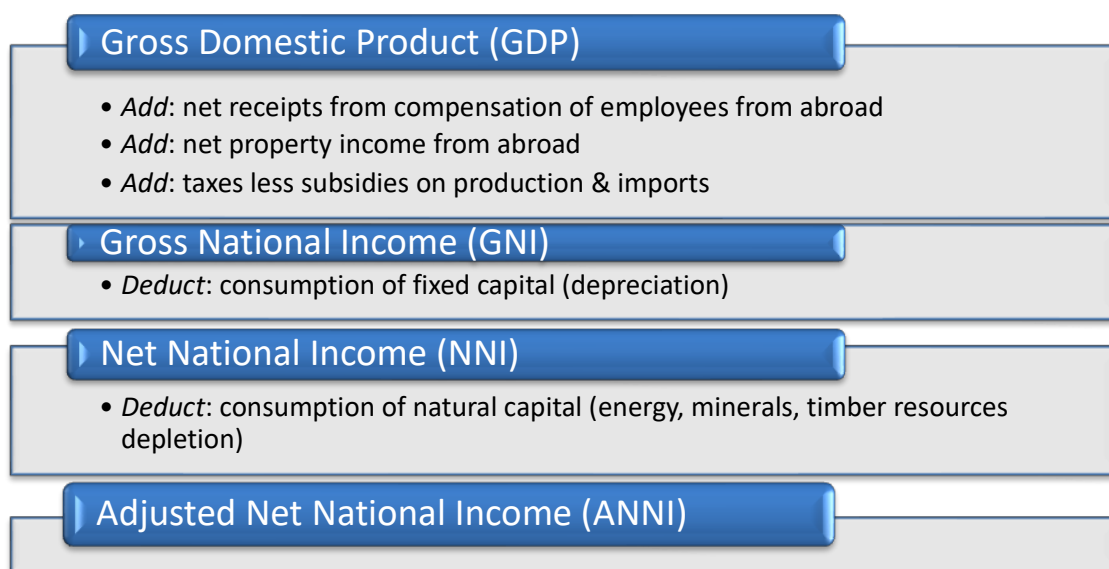 Gross Domestic Product (GDP)
• Add: net receipts from compensation of employees from abroad
• Add: net property income from abroad
• Add: taxes less subsidies on production & imports
Gross National Income (GNI)
• Deduct: consumption of fixed capital (depreciation)
Net National Income (NNI)
• Deduct: consumption of natural capital (energy, minerals, timber resources
depletion)
Adjusted Net National Income (ANNI)